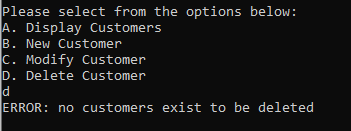 Please select from the options below:
A. Display Customers
B. New Customer
C. Modify Customer
D. Delete Customer
d
ERROR: no customers exist to be deleted